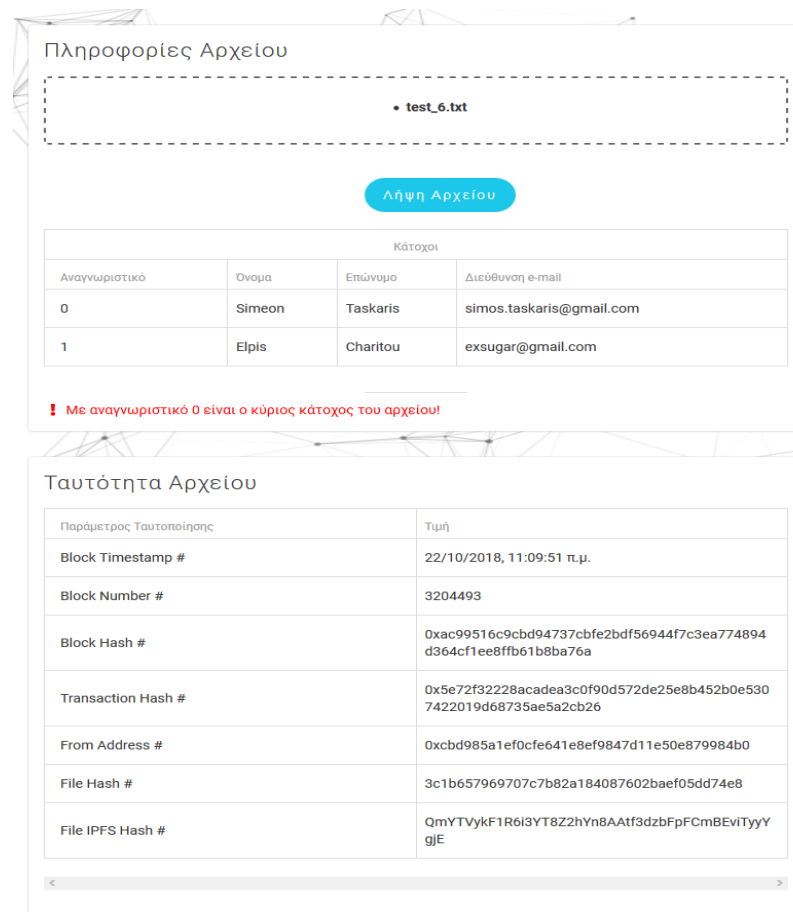 Πληροφορίες Αρχείου
• test_6.txt
Λήψη Αρχείου
Κάτοχοι
Αναγνωριστικό Όνομα Επώνυμο Διεύθυνση e-mail
0 Simeon Taskaris simos.taskaris@gmail.com
1 Elpis Charitou exsugar@gmail.com
! Με αναγνωριστικό 0 είναι ο κύριος κάτοχος του αρχείου!
Ταυτότητα Αρχείου
Παράμετρος Ταυτοποίησης Τιμή
Block Timestamp # 22/10/2018, 11:09:51 π.μ.
Block Number # 3204493
Block Hash # 0xac99516c9cbd94737cbfe2bdf56944f7c3ea774894
d364cf1ee8ffb61b8ba76a
Transaction Hash # 0x5e72f32228acadea3c0f90d572de25e8b452b0e530
7422019d68735ae5a2cb26
From Address # 0xcbd985a1ef0cfe641e8ef9847d11e50e879984b0
File Hash # 3c1b657969707c7b82a184087602baef05dd74e8
File IPFS Hash # QmYTVykF1R6i3YT8Z2hYn8AAtf3dzbFpFCmBEviTyyY
gjE